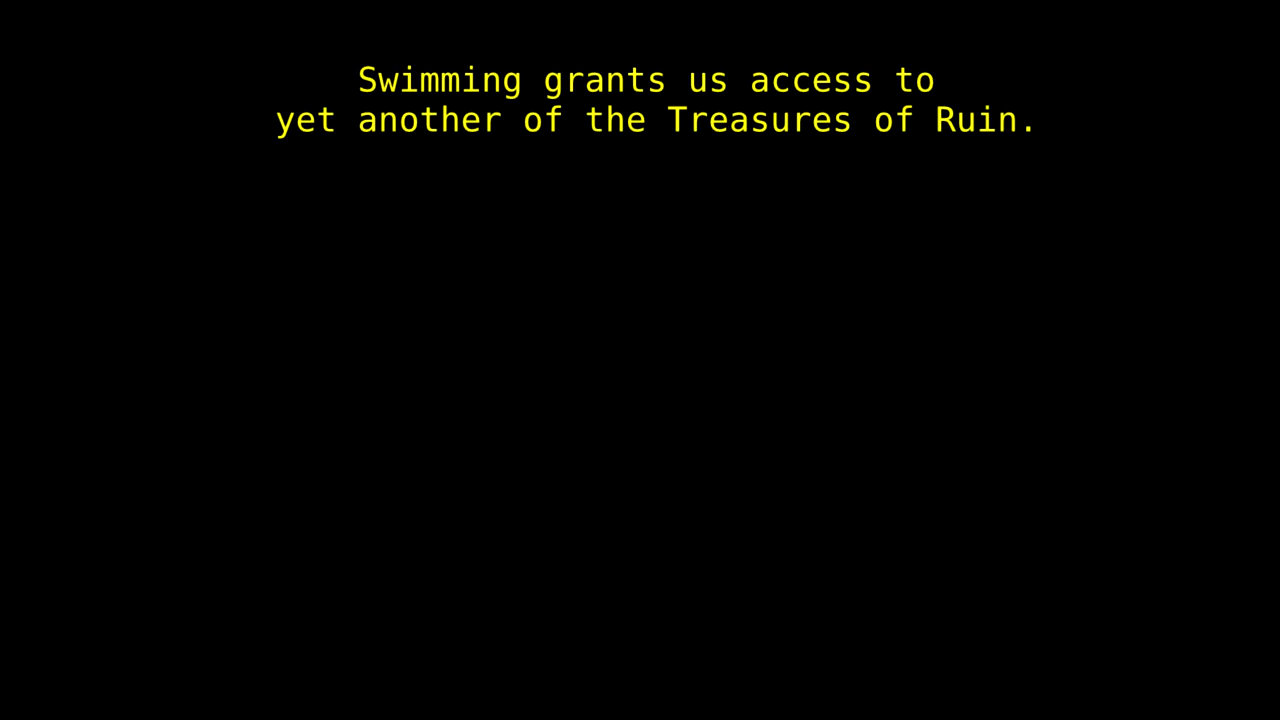 Swimming grants us access to
yet another of the Treasures of Ruin.